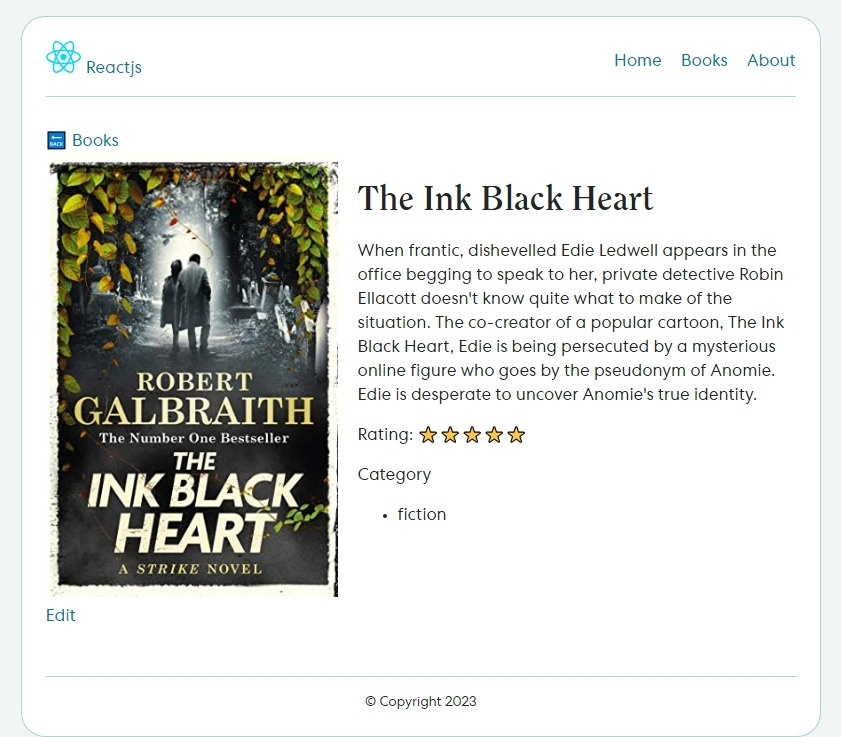 Reactjs
Home Books About
BACK Books
ROBERT
GALBRAITH
The Number One Bestseller
THE
INK BLACK
HEART
A STRIKE NOVEL
The Ink Black Heart
When frantic, dishevelled Edie Ledwell appears in the
office begging to speak to her, private detective Robin
Ellacott doesn't know quite what to make of the
situation. The co-creator of a popular cartoon, The Ink
Black Heart, Edie is being persecuted by a mysterious
online figure who goes by the pseudonym of Anomie.
Edie is desperate to uncover Anomie's true identity.
Rating:
Category
• fiction
Edit
© Copyright 2023